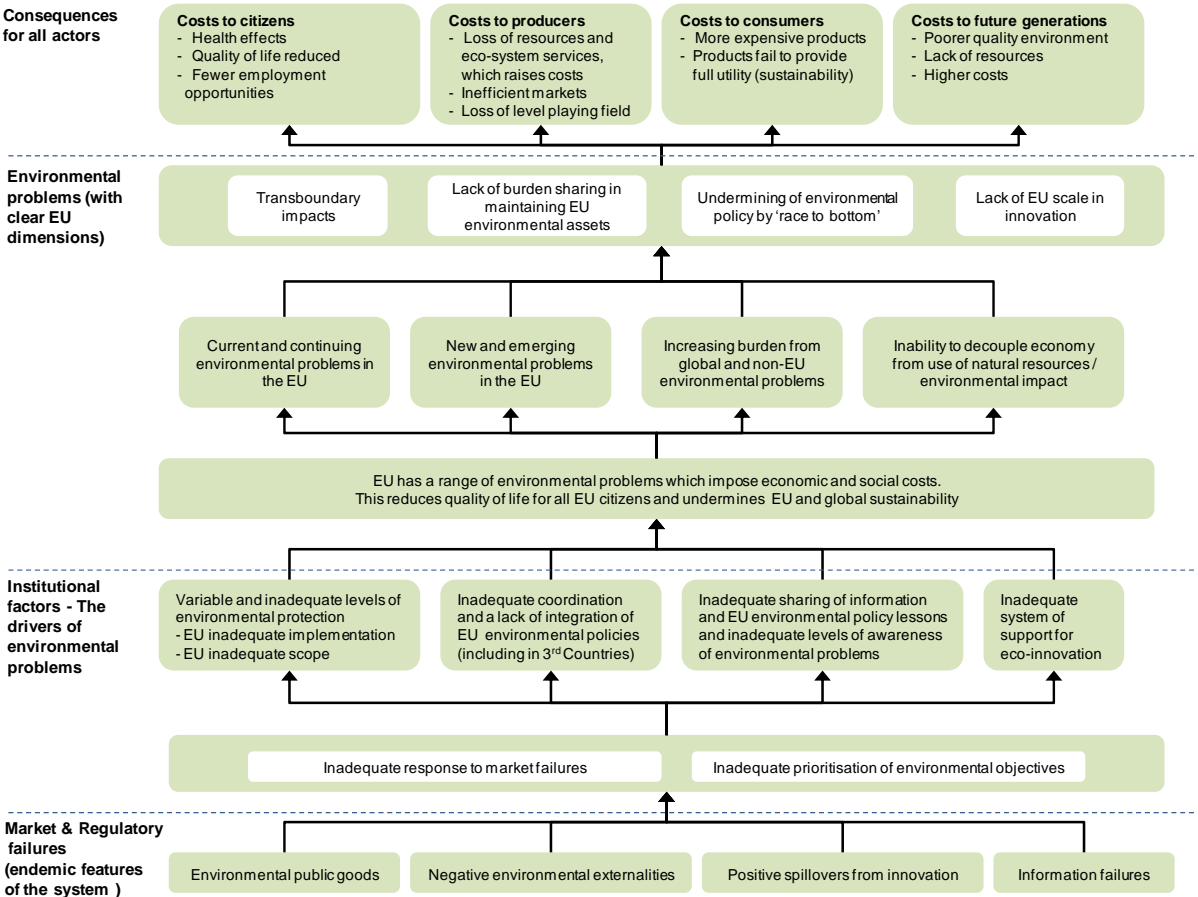 Consequences
for all actors
Costs to citizens
- Health effects
- Quality of life reduced
- Fewer employment
opportunities
Costs to producers
- Loss of resources and
eco-system services,
which raises costs
- Inefficient markets
- Loss of level playing field
Costs to consumers
- More expensive products
- Products fail to provide
full utility (sustainability)
Costs to future generations
- Poorer quality environment
- Lack of resources
- Higher costs
Environmental
problems (with
clear EU
dimensions)
Transboundary
impacts
Lack of burden sharing in
maintaining EU
environmental assets
Undermining of environmental
policy by ‘race to bottom’
Lack of EU scale in
innovation
Current and continuing
environmental problems in
the EU
New and emerging
environmental problems
in the EU
Increasing burden from
global and non-EU
environmental problems
Inability to decouple economy
from use of natural resources /
environmental impact
EU has a range of environmental problems which impose economic and social costs.
This reduces quality of life for all EU citizens and undermines EU and global sustainability
Institutional
factors - The
drivers of
environmental
problems
Variable and inadequate levels of
environmental protection
- EU inadequate implementation
- EU inadequate scope
Inadequate coordination
and a lack of integration of
EU environmental policies
(including in 3rd Countries)
Inadequate sharing of information
and EU environmental policy lessons
and inadequate levels of awareness
of environmental problems
Inadequate
system of
support for
eco-innovation
Inadequate response to market failures
Inadequate prioritisation of environmental objectives
Market & Regulatory
failures
(endemic features
of the system )
Environmental public goods
Negative environmental externalities
Positive spillovers from innovation
Information failures